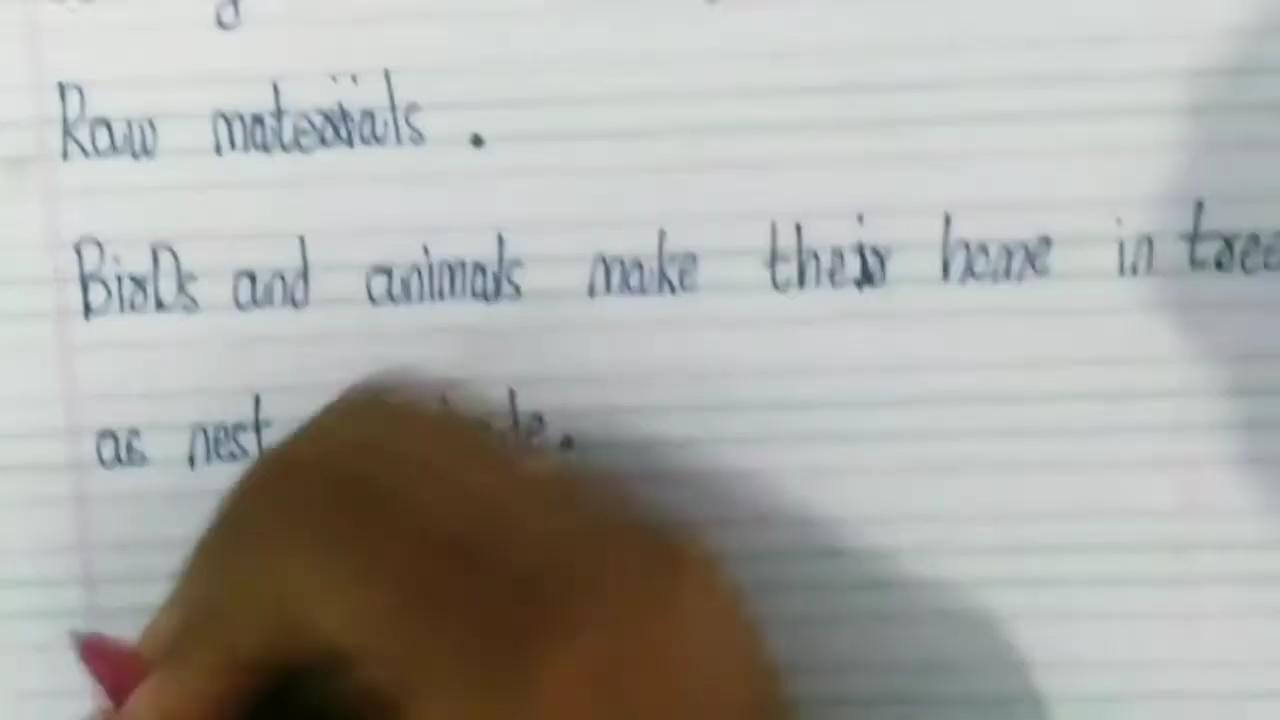 Raw materials .
BirDs and animals make their home in tree
as nest